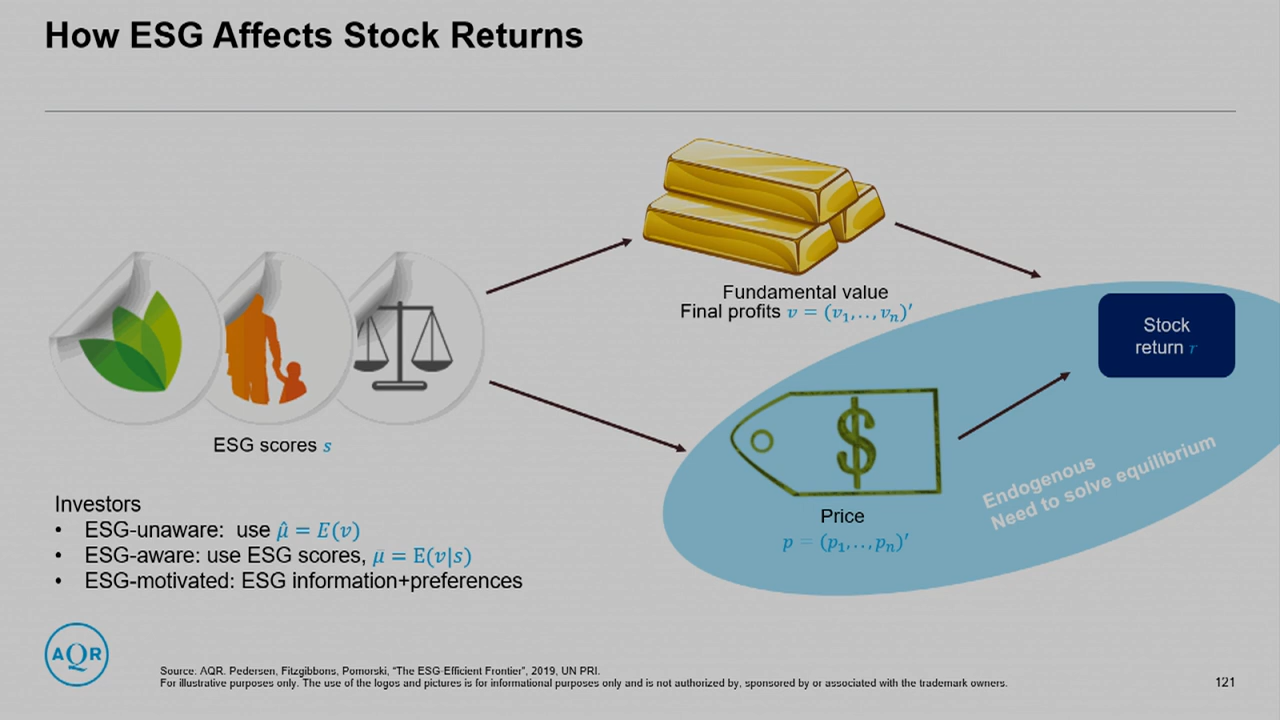 How ESG Affects Stock Returns
Fundamental value
Final profits v = (v₁,..,vₙ)′
Stock
return r
ESG scores s
$
Endogenous
Need to solve equilibrium
Price
p = (p₁,..,pₙ)′
Investors
• ESG-unaware: use μ̂ = E(v)
• ESG-aware: use ESG scores, μ̄ = E(v|s)
• ESG-motivated: ESG information+preferences
AQR
Source. AQR. Pedersen, Fitzgibbons, Pomorski, “The ESG-Efficient Frontier”, 2019, UN PRI.
For illustrative purposes only. The use of the logos and pictures is for informational purposes only and is not authorized by, sponsored by or associated with the trademark owners.
121